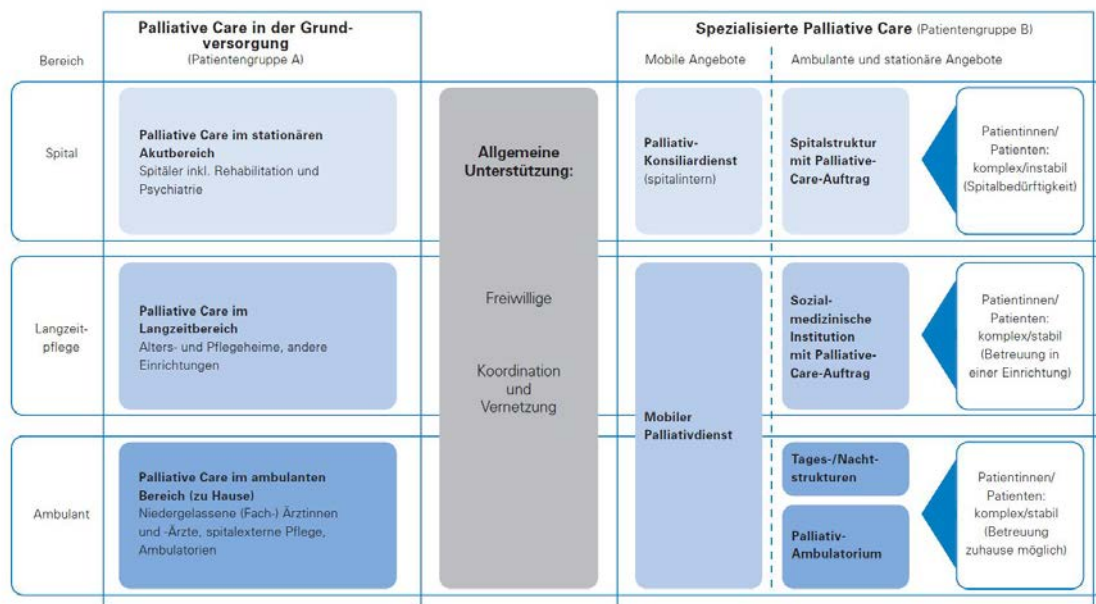 Bereich
Palliative Care in der Grund-
versorgung
(Patientengruppe A)
Spezialisierte Palliative Care (Patientengruppe B)
Mobile Angebote
Ambulante und stationäre Angebote
Spital
Palliative Care im stationären
Akutbereich
Spitäler inkl. Rehabilitation und
Psychiatrie
Allgemeine
Unterstützung:
Freiwillige
Koordination
und
Vernetzung
Palliativ-
Konsiliardienst
(spitalintern)
Spitalstruktur
mit Palliative-
Care-Auftrag
Patientinnen/
Patienten:
komplex/instabil
(Spitalbedürftigkeit)
Langzeit-
pflege
Palliative Care im
Langzeitbereich
Alters- und Pflegeheime, andere
Einrichtungen
Mobiler
Palliativdienst
Sozial-
medizinische
Institution
mit Palliative-
Care-Auftrag
Patientinnen/
Patienten:
komplex/stabil
(Betreuung in
einer Einrichtung)
Ambulant
Palliative Care im ambulanten
Bereich (zu Hause)
Niedergelassene (Fach-) Ärztinnen
und -Ärzte, spitalexterne Pflege,
Ambulatorien
Tages-/Nacht-
strukturen
Palliativ-
Ambulatorium
Patientinnen/
Patienten:
komplex/stabil
(Betreuung
zuhause möglich)